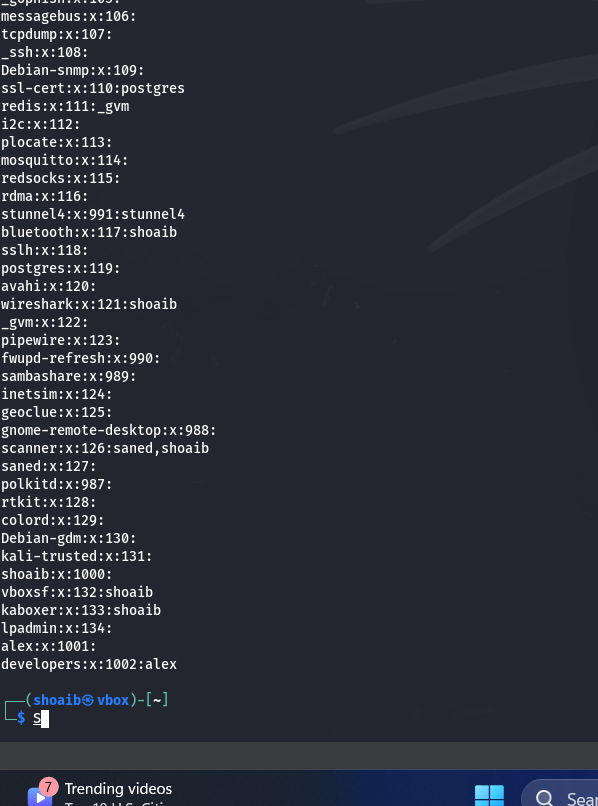 _gophish:x:105:
messagebus:x:106:
tcpdump:x:107:
_ssh:x:108:
Debian-snmp:x:109:
ssl-cert:x:110:postgres
redis:x:111:_gvm
i2c:x:112:
plocate:x:113:
mosquitto:x:114:
redsocks:x:115:
rdma:x:116:
stunnel4:x:991:stunnel4
bluetooth:x:117:shoaib
sslh:x:118:
postgres:x:119:
avahi:x:120:
wireshark:x:121:shoaib
_gvm:x:122:
pipewire:x:123:
fwupd-refresh:x:990:
sambashare:x:989:
inetsim:x:124:
geoclue:x:125:
gnome-remote-desktop:x:988:
scanner:x:126:saned,shoaib
saned:x:127:
polkitd:x:987:
rtkit:x:128:
colord:x:129:
Debian-gdm:x:130:
kali-trusted:x:131:
shoaib:x:1000:
vboxsf:x:132:shoaib
kaboxer:x:133:shoaib
lpadmin:x:134:
alex:x:1001:
developers:x:1002:alex
┌──(shoaib㉿vbox)-[~]
└─$ S
7
Trending videos
Sear